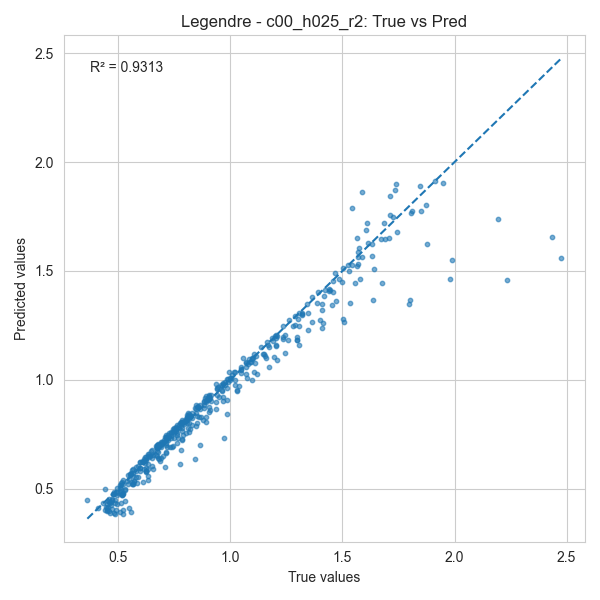 Legendre - c00_h025_r2: True vs Pred
R² = 0.9313
2.5
2.0
1.5
1.0
0.5
Predicted values
0.5 1.0 1.5 2.0 2.5
True values